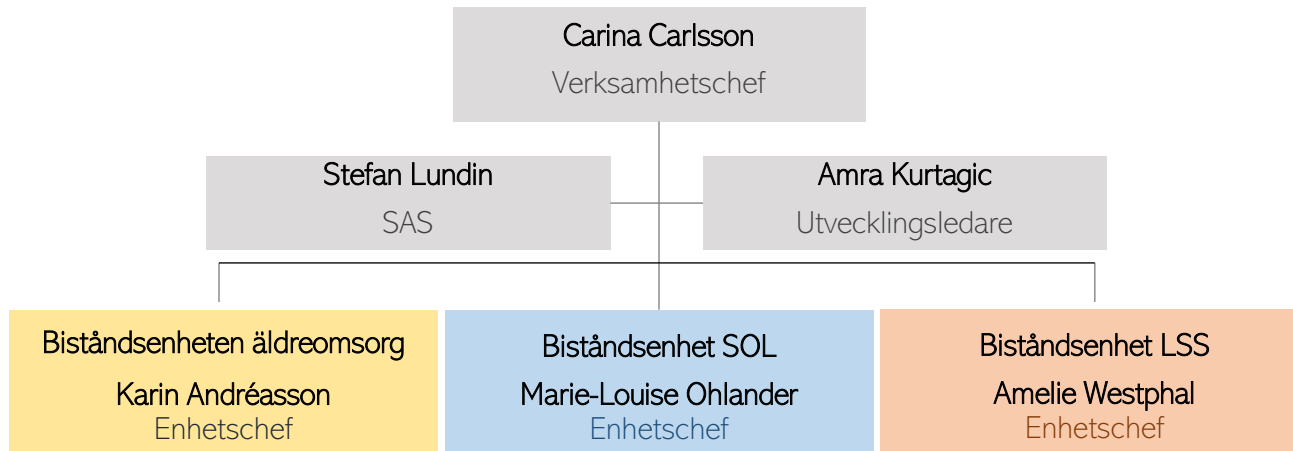 Carina Carlsson
Verksamhetschef
Stefan Lundin
SAS
Amra Kurtagic
Utvecklingsledare
Biståndsenheten äldreomsorg
Karin Andréasson
Enhetschef
Biståndsenhet SOL
Marie-Louise Ohlander
Enhetschef
Biståndsenhet LSS
Amelie Westphal
Enhetschef